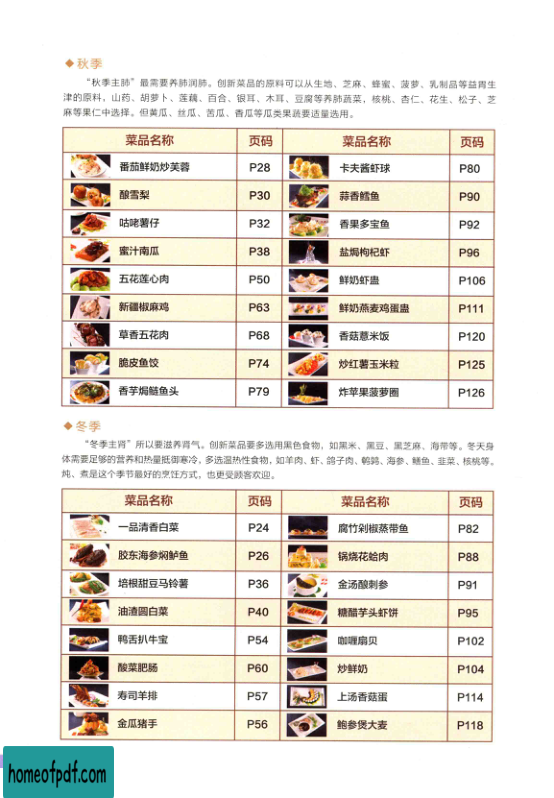 ◆秋季
“秋季主肺”最需要养肺润肺。创新菜品的原料可以从生地、芝麻、蜂蜜、菠萝、乳制品等益胃生
津的原料，山药、胡萝卜、莲藕、百合、银耳、木耳、豆腐等养肺蔬菜，核桃、杏仁、花生、松子、芝
麻等果仁中选择。但黄瓜、丝瓜、苦瓜、香瓜等瓜类果蔬要适量选用。
菜品名称 页码 菜品名称 页码
番茄鲜奶炒芙蓉 P28 卡夫酱虾球 P80
酿雪梨 P30 蒜香鳕鱼 P90
咕咾薯仔 P32 香果多宝鱼 P92
蜜汁南瓜 P38 盐焗枸杞虾 P96
五花莲心肉 P50 鲜奶虾盅 P106
新疆椒麻鸡 P63 鲜奶燕麦鸡蛋盅 P111
草香五花肉 P68 香菇薏米饭 P120
脆皮鱼饺 P74 炒红薯玉米粒 P125
香芋焗鲢鱼头 P79 炸苹果菠萝圈 P126
◆冬季
“冬季主肾”所以要滋养肾气。创新菜品要多选用黑色食物，如黑米、黑豆、黑芝麻、海带等。冬天身
体需要足够的营养和热量抵御寒冷，多选温热性食物，如羊肉、虾、鸽子肉、鹌鹑、海参、鳝鱼、韭菜、核桃等。
炖、煮是这个季节最好的烹饪方式，也更受顾客欢迎。
菜品名称 页码 菜品名称 页码
一品清香白菜 P24 腐竹剁椒蒸带鱼 P82
胶东海参焖鲈鱼 P26 锅烧花蛤肉 P88
培根甜豆马铃薯 P36 金汤酸刺参 P91
油渣圆白菜 P40 糖醋芋头虾饼 P95
鸭舌扒牛宝 P54 咖喱扇贝 P102
酸菜肥肠 P60 炒鲜奶 P104
寿司羊排 P57 上汤香菇蛋 P114
金瓜猪手 P56 鲍参煲大麦 P118
homeofpdf.com